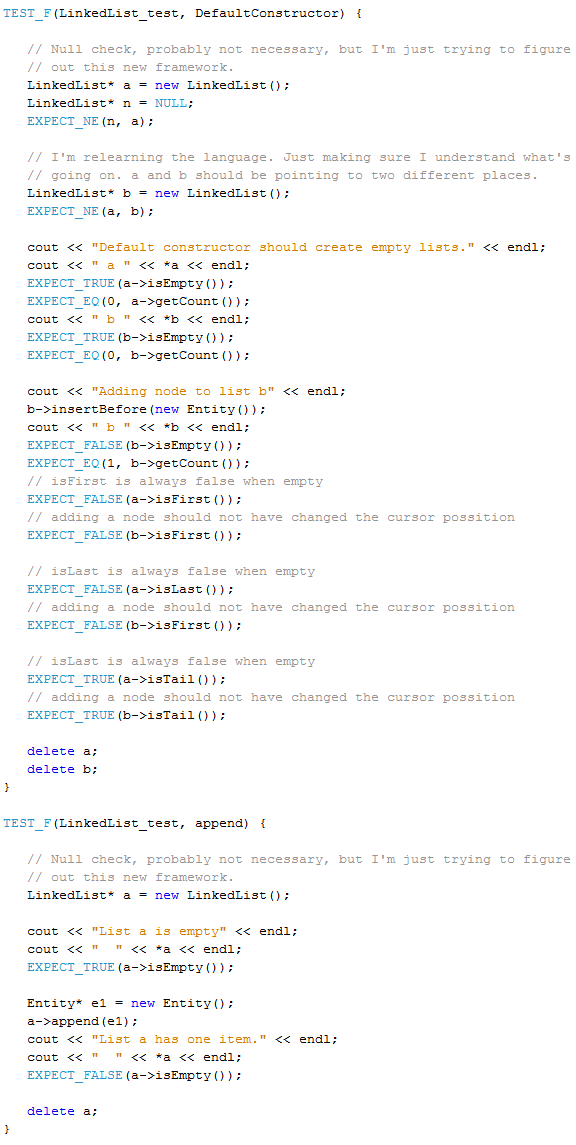 TEST_F(LinkedList_test, DefaultConstructor) {

   // Null check, probably not necessary, but I'm just trying to figure
   // out this new framework.
   LinkedList* a = new LinkedList();
   LinkedList* n = NULL;
   EXPECT_NE(n, a);

   // I'm relearning the language. Just making sure I understand what's
   // going on. a and b should be pointing to two different places.
   LinkedList* b = new LinkedList();
   EXPECT_NE(a, b);

   cout << "Default constructor should create empty lists." << endl;
   cout << " a " << *a << endl;
   EXPECT_TRUE(a->isEmpty());
   EXPECT_EQ(0, a->getCount());
   cout << " b " << *b << endl;
   EXPECT_TRUE(b->isEmpty());
   EXPECT_EQ(0, b->getCount());

   cout << "Adding node to list b" << endl;
   b->insertBefore(new Entity());
   cout << " b " << *b << endl;
   EXPECT_FALSE(b->isEmpty());
   EXPECT_EQ(1, b->getCount());
   // isFirst is always false when empty
   EXPECT_FALSE(a->isFirst());
   // adding a node should not have changed the cursor possition
   EXPECT_FALSE(b->isFirst());

   // isLast is always false when empty
   EXPECT_FALSE(a->isLast());
   // adding a node should not have changed the cursor possition
   EXPECT_FALSE(b->isFirst());

   // isLast is always false when empty
   EXPECT_TRUE(a->isTail());
   // adding a node should not have changed the cursor possition
   EXPECT_TRUE(b->isTail());

   delete a;
   delete b;
}

TEST_F(LinkedList_test, append) {

   // Null check, probably not necessary, but I'm just trying to figure
   // out this new framework.
   LinkedList* a = new LinkedList();

   cout << "List a is empty" << endl;
   cout << "  " << *a << endl;
   EXPECT_TRUE(a->isEmpty());

   Entity* e1 = new Entity();
   a->append(e1);
   cout << "List a has one item." << endl;
   cout << "  " << *a << endl;
   EXPECT_FALSE(a->isEmpty());

   delete a;
}